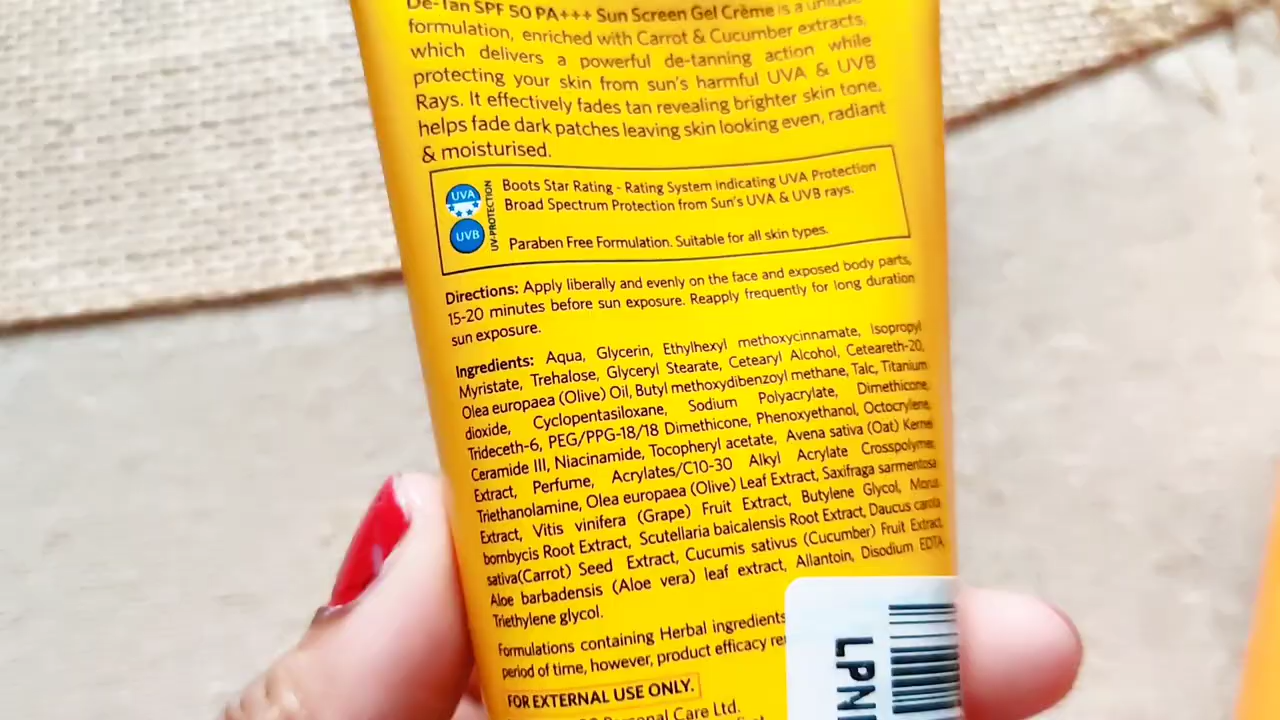 De-Tan SPF 50 PA+++ Sun Screen Gel Crème is a unique
formulation, enriched with Carrot & Cucumber extracts,
which delivers a powerful de-tanning action while
protecting your skin from sun's harmful UVA & UVB
Rays. It effectively fades tan revealing brighter skin tone,
helps fade dark patches leaving skin looking even, radiant
& moisturised.
UVA
UVB
UV-PROTECTION
Boots Star Rating - Rating System indicating UVA Protection
Broad Spectrum Protection from Sun's UVA & UVB rays.
Paraben Free Formulation. Suitable for all skin types.
Directions: Apply liberally and evenly on the face and exposed body parts,
15-20 minutes before sun exposure. Reapply frequently for long duration
sun exposure.
Ingredients: Aqua, Glycerin, Ethylhexyl methoxycinnamate, Isopropyl
Myristate, Trehalose, Glyceryl Stearate, Cetearyl Alcohol, Ceteareth-20,
Olea europaea (Olive) Oil, Butyl methoxydibenzoyl methane, Talc, Titanium
dioxide, Cyclopentasiloxane, Sodium Polyacrylate, Dimethicone,
Trideceth-6, PEG/PPG-18/18 Dimethicone, Phenoxyethanol, Octocrylene,
Ceramide III, Niacinamide, Tocopheryl acetate, Avena sativa (Oat) Kernel
Extract, Perfume, Acrylates/C10-30 Alkyl Acrylate Crosspolymer,
Triethanolamine, Olea europaea (Olive) Leaf Extract, Saxifraga sarmentosa
Extract, Vitis vinifera (Grape) Fruit Extract, Butylene Glycol, Morus
bombycis Root Extract, Scutellaria baicalensis Root Extract, Daucus carota
sativa(Carrot) Seed Extract, Cucumis sativus (Cucumber) Fruit Extract,
Aloe barbadensis (Aloe vera) leaf extract, Allantoin, Disodium EDTA,
Triethylene glycol.
Formulations containing Herbal ingredients
period of time, however, product efficacy
FOR EXTERNAL USE ONLY.
Personal Care Ltd.
LPN